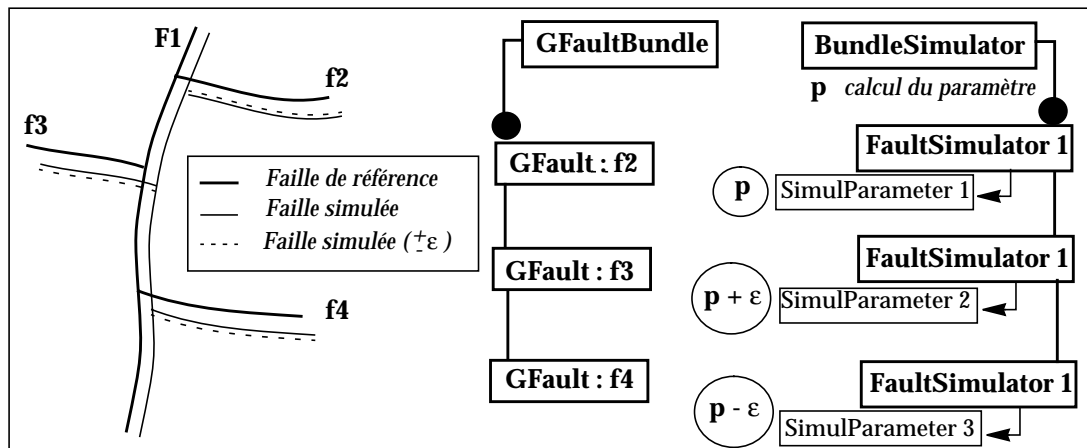 F1
f2
f3
f4
Faille de référence
Faille simulée
Faille simulée (+-ε)
GFaultBundle
GFault : f2
GFault : f3
GFault : f4
BundleSimulator
p calcul du paramètre
FaultSimulator 1
p
SimulParameter 1
FaultSimulator 1
p + ε
SimulParameter 2
FaultSimulator 1
p - ε
SimulParameter 3